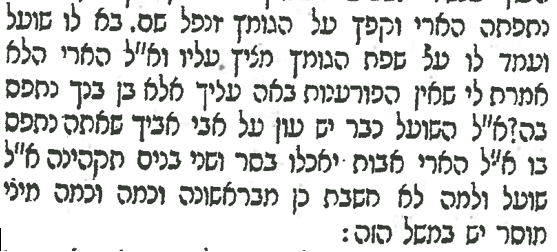 נתפתה הארי וקפץ על הגומץ ונפל שם. בא לו שועל
ועמד לו על שפת הגומץ מציץ עליו וא"ל הארי הלא
אמרת לי שאין הפורענות באה עליך אלא בן בנך נתפס
בה? א"ל השועל כבר יש עון על אבי אביך שאתה נתפס
בו א"ל הארי אבות יאכלו בסר ושני בנים תקהינה א"ל
שועל ולמה לא חשבת כן מבראשונה וכמה וכמה מיני
מוסר יש במשל הזה: